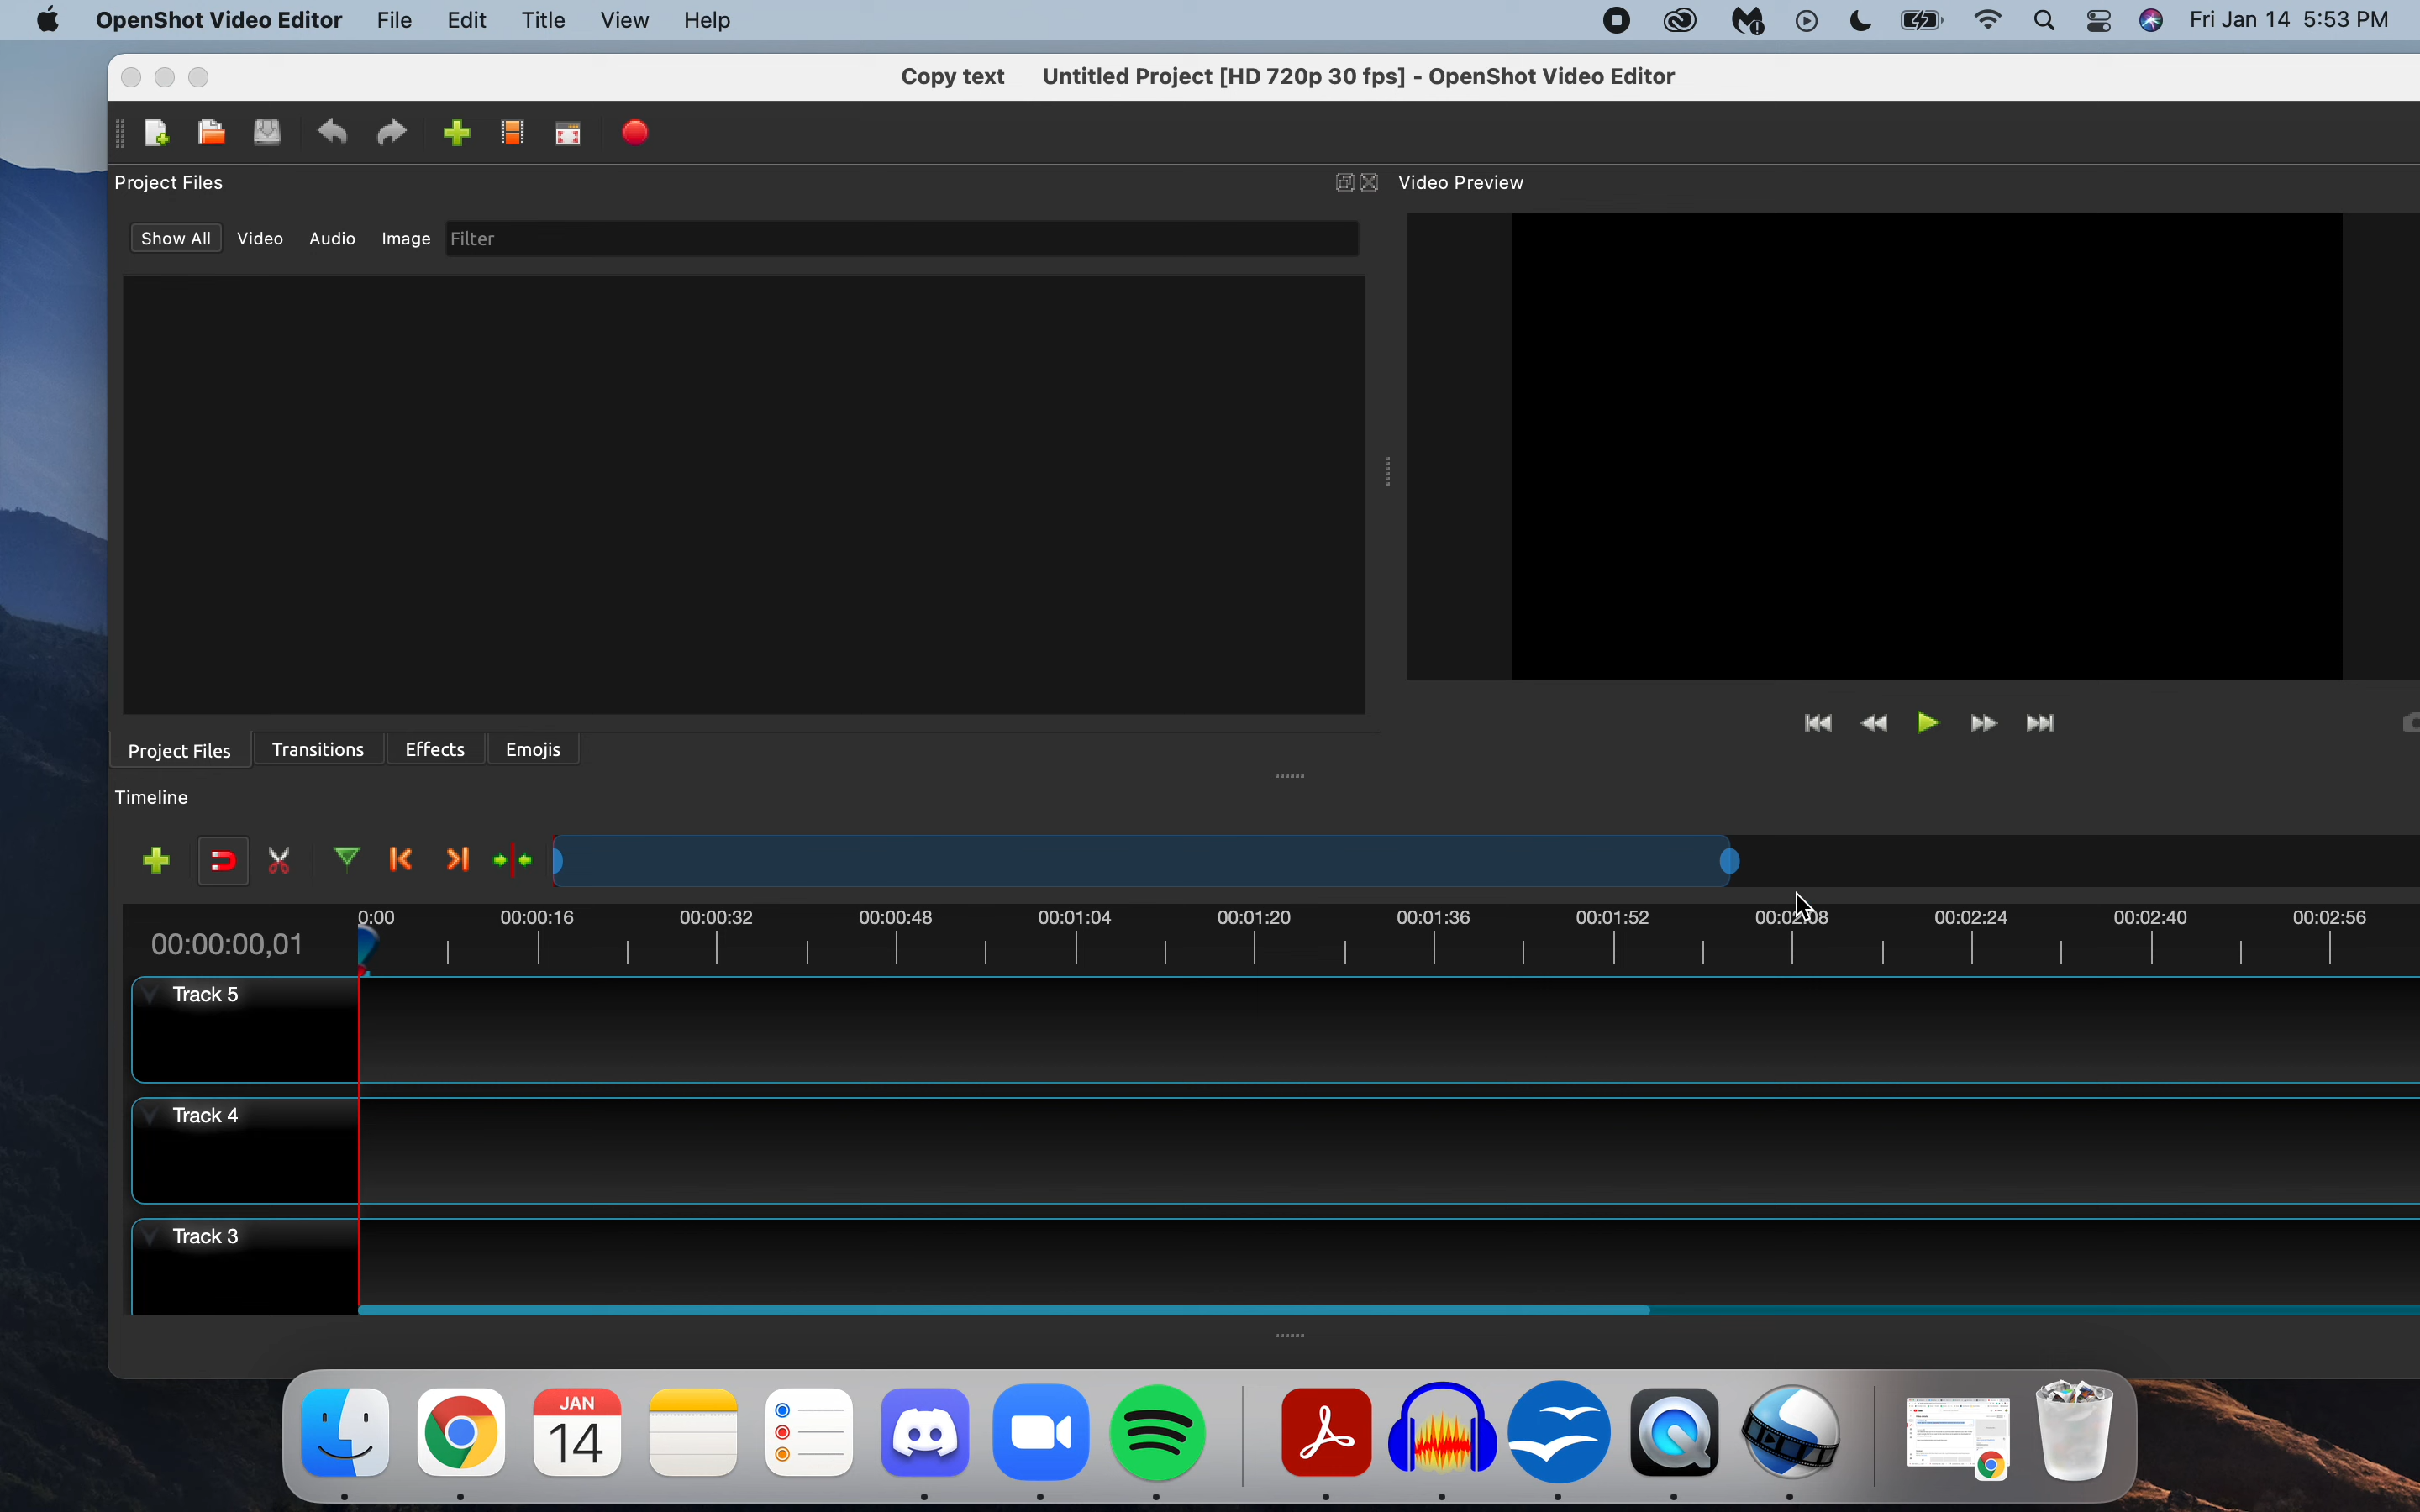 OpenShot Video Editor File Edit Title View Help Fri Jan 14 5:53 PM
Copy text Untitled Project [HD 720p 30 fps] - OpenShot Video Editor
Project Files
Video Preview
Show All Video Audio Image Filter
Project Files Transitions Effects Emojis
Timeline
0:00 00:00:16 00:00:32 00:00:48 00:01:04 00:01:20 00:01:36 00:01:52 00:02:08 00:02:24 00:02:40 00:02:56
00:00:00,01
Track 5
Track 4
Track 3
JAN
14